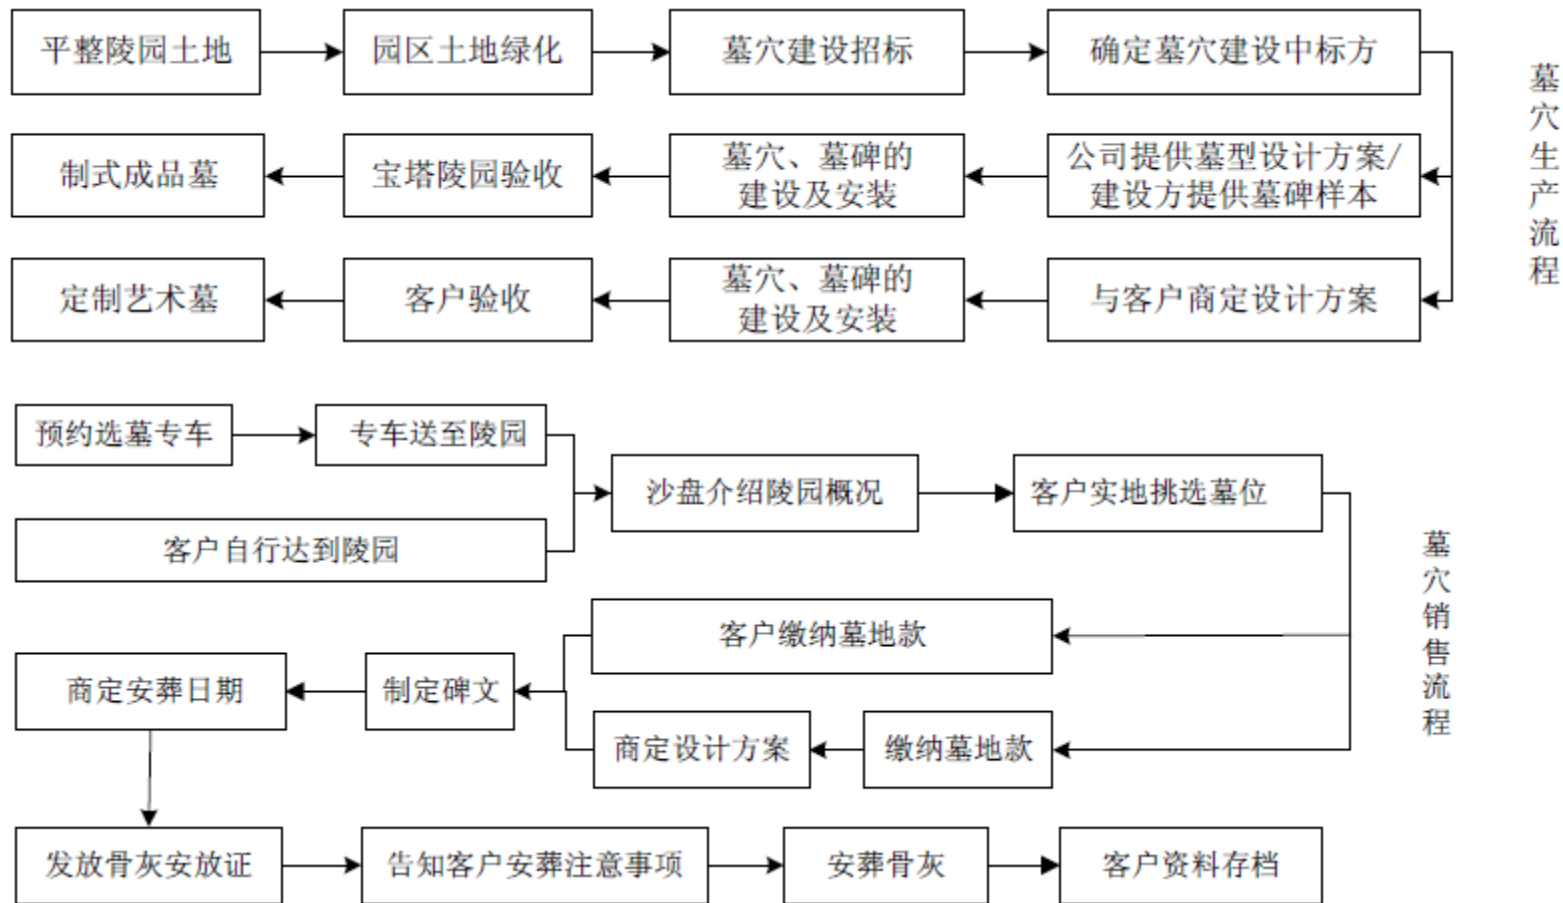 平整陵园土地
园区土地绿化
墓穴建设招标
确定墓穴建设中标方
制式成品墓
宝塔陵园验收
墓穴、墓碑的
建设及安装
公司提供墓型设计方案/
建设方提供墓碑样本
定制艺术墓
客户验收
墓穴、墓碑的
建设及安装
与客户商定设计方案
墓穴生产流程
预约选墓专车
专车送至陵园
客户自行达到陵园
沙盘介绍陵园概况
客户实地挑选墓位
客户缴纳墓地款
商定安葬日期
制定碑文
商定设计方案
缴纳墓地款
墓穴销售流程
发放骨灰安放证
告知客户安葬注意事项
安葬骨灰
客户资料存档